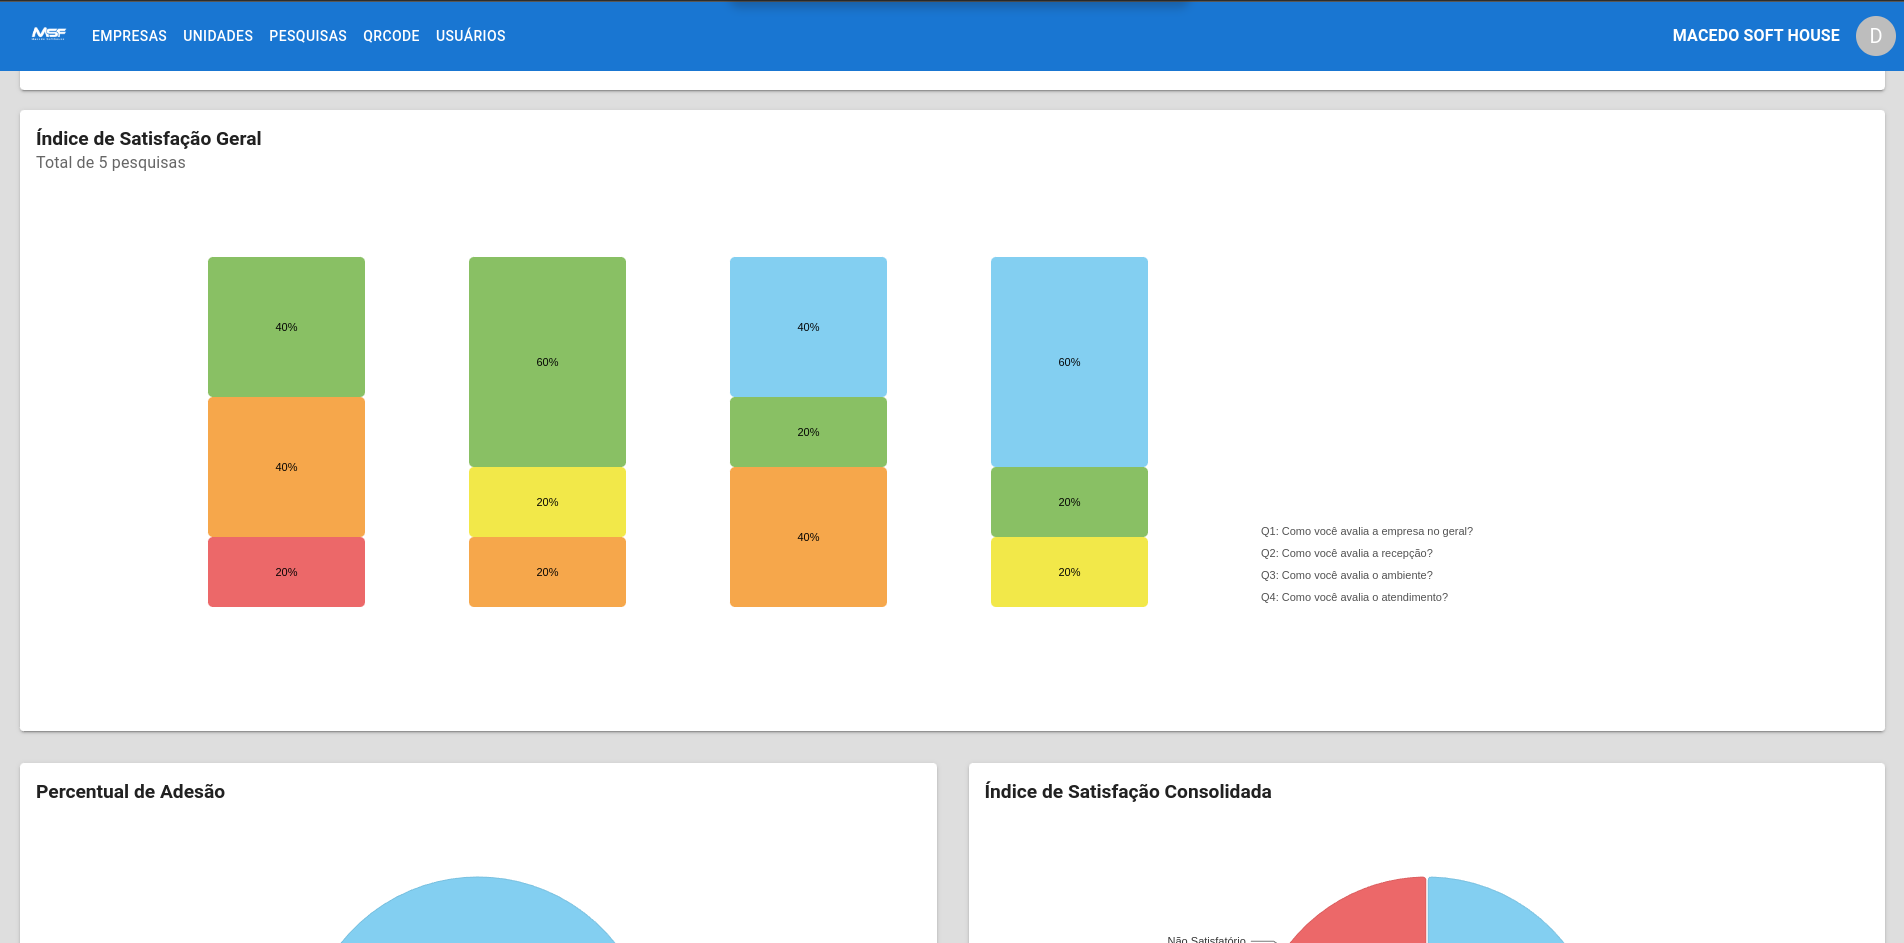 MSF
EMPRESAS UNIDADES PESQUISAS QRCODE USUÁRIOS
MACEDO SOFT HOUSE D
Índice de Satisfação Geral
Total de 5 pesquisas
40% 60% 40% 60%
20%
40%
20% 20%
40%
20% 20% 20%
Q1: Como você avalia a empresa no geral?
Q2: Como você avalia a recepção?
Q3: Como você avalia o ambiente?
Q4: Como você avalia o atendimento?
Percentual de Adesão
Índice de Satisfação Consolidada
Não Satisfatório